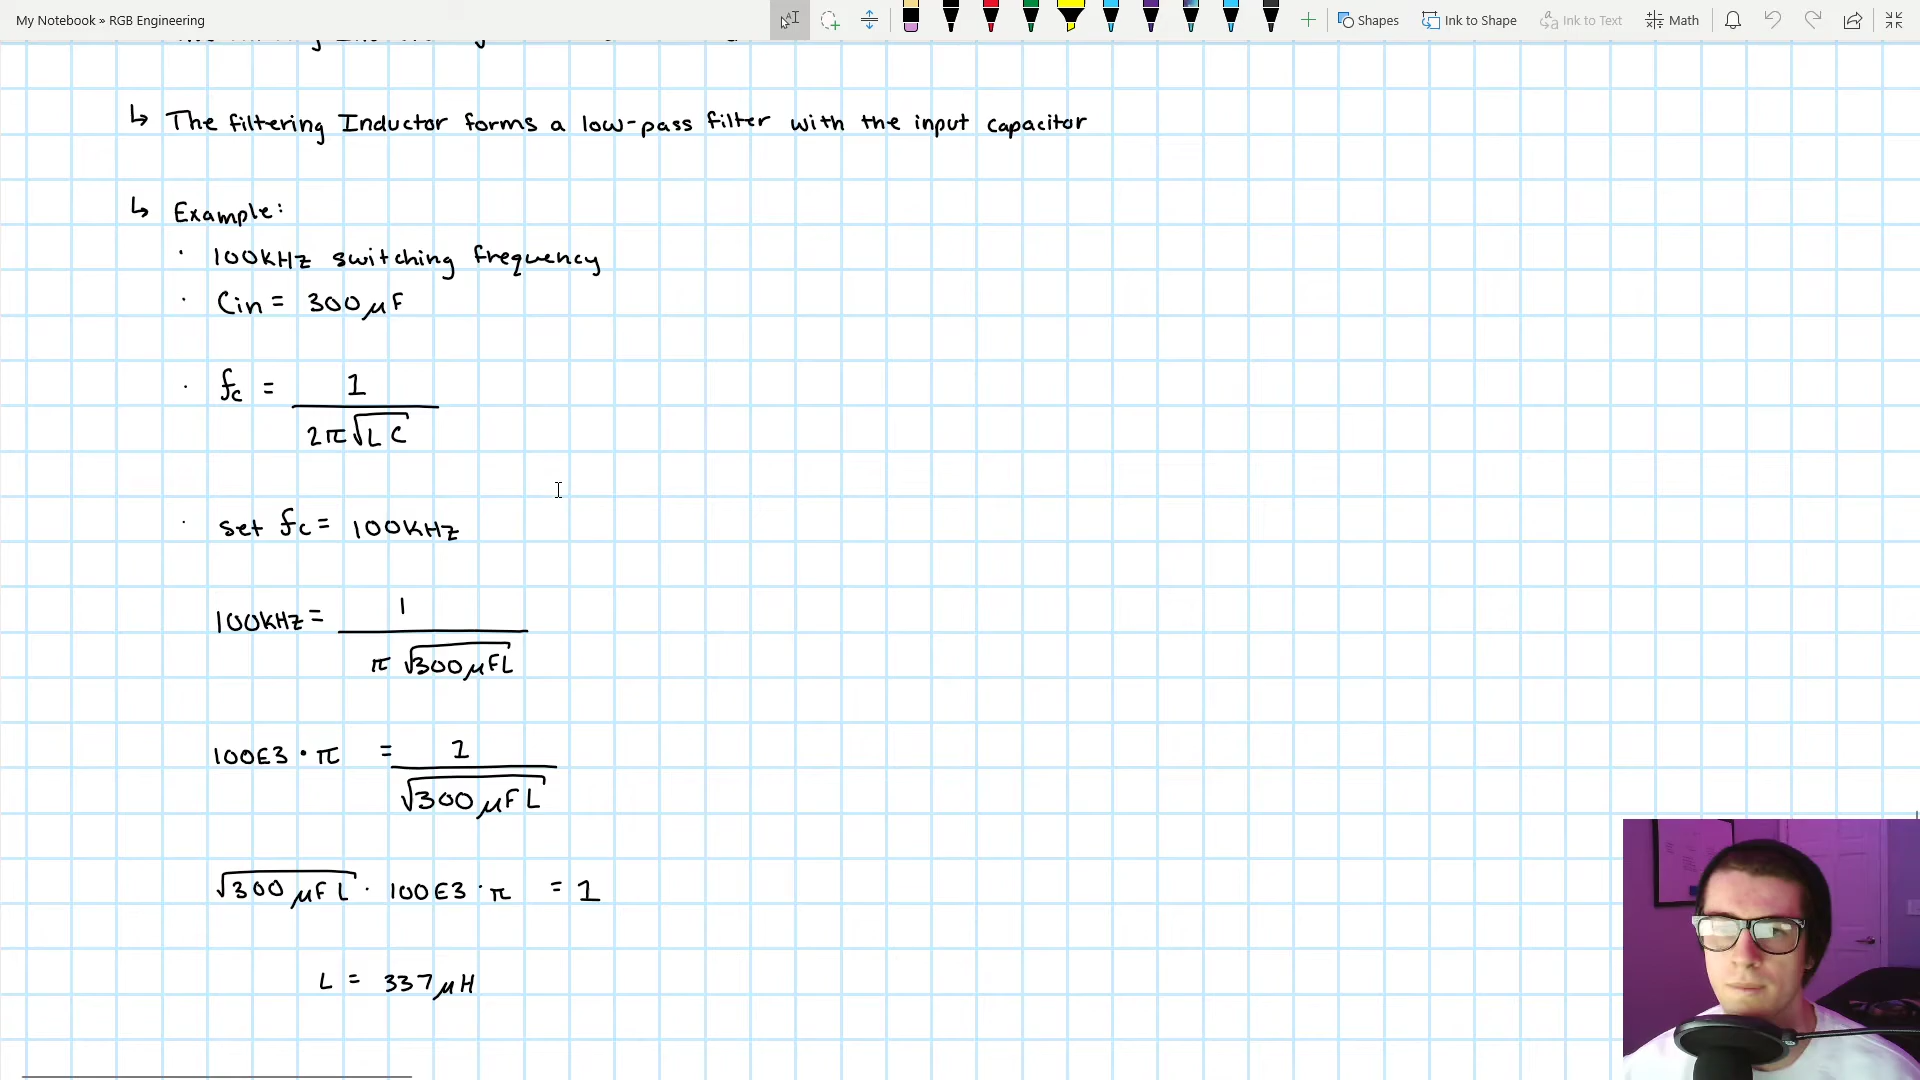 My Notebook » RGB Engineering
Shapes
Ink to Shape
Ink to Text
Math
↳ The filtering Inductor forms a low-pass filter with the input capacitor
↳ Example:
· 100kHz switching frequency
· Cin = 300μF
· fc = 1 / 2π√LC
· set fc = 100kHz
100kHz = 1 / π√300μFL
100E3 · π = 1 / √300μFL
√300μFL · 100E3 · π = 1
L = 337μH